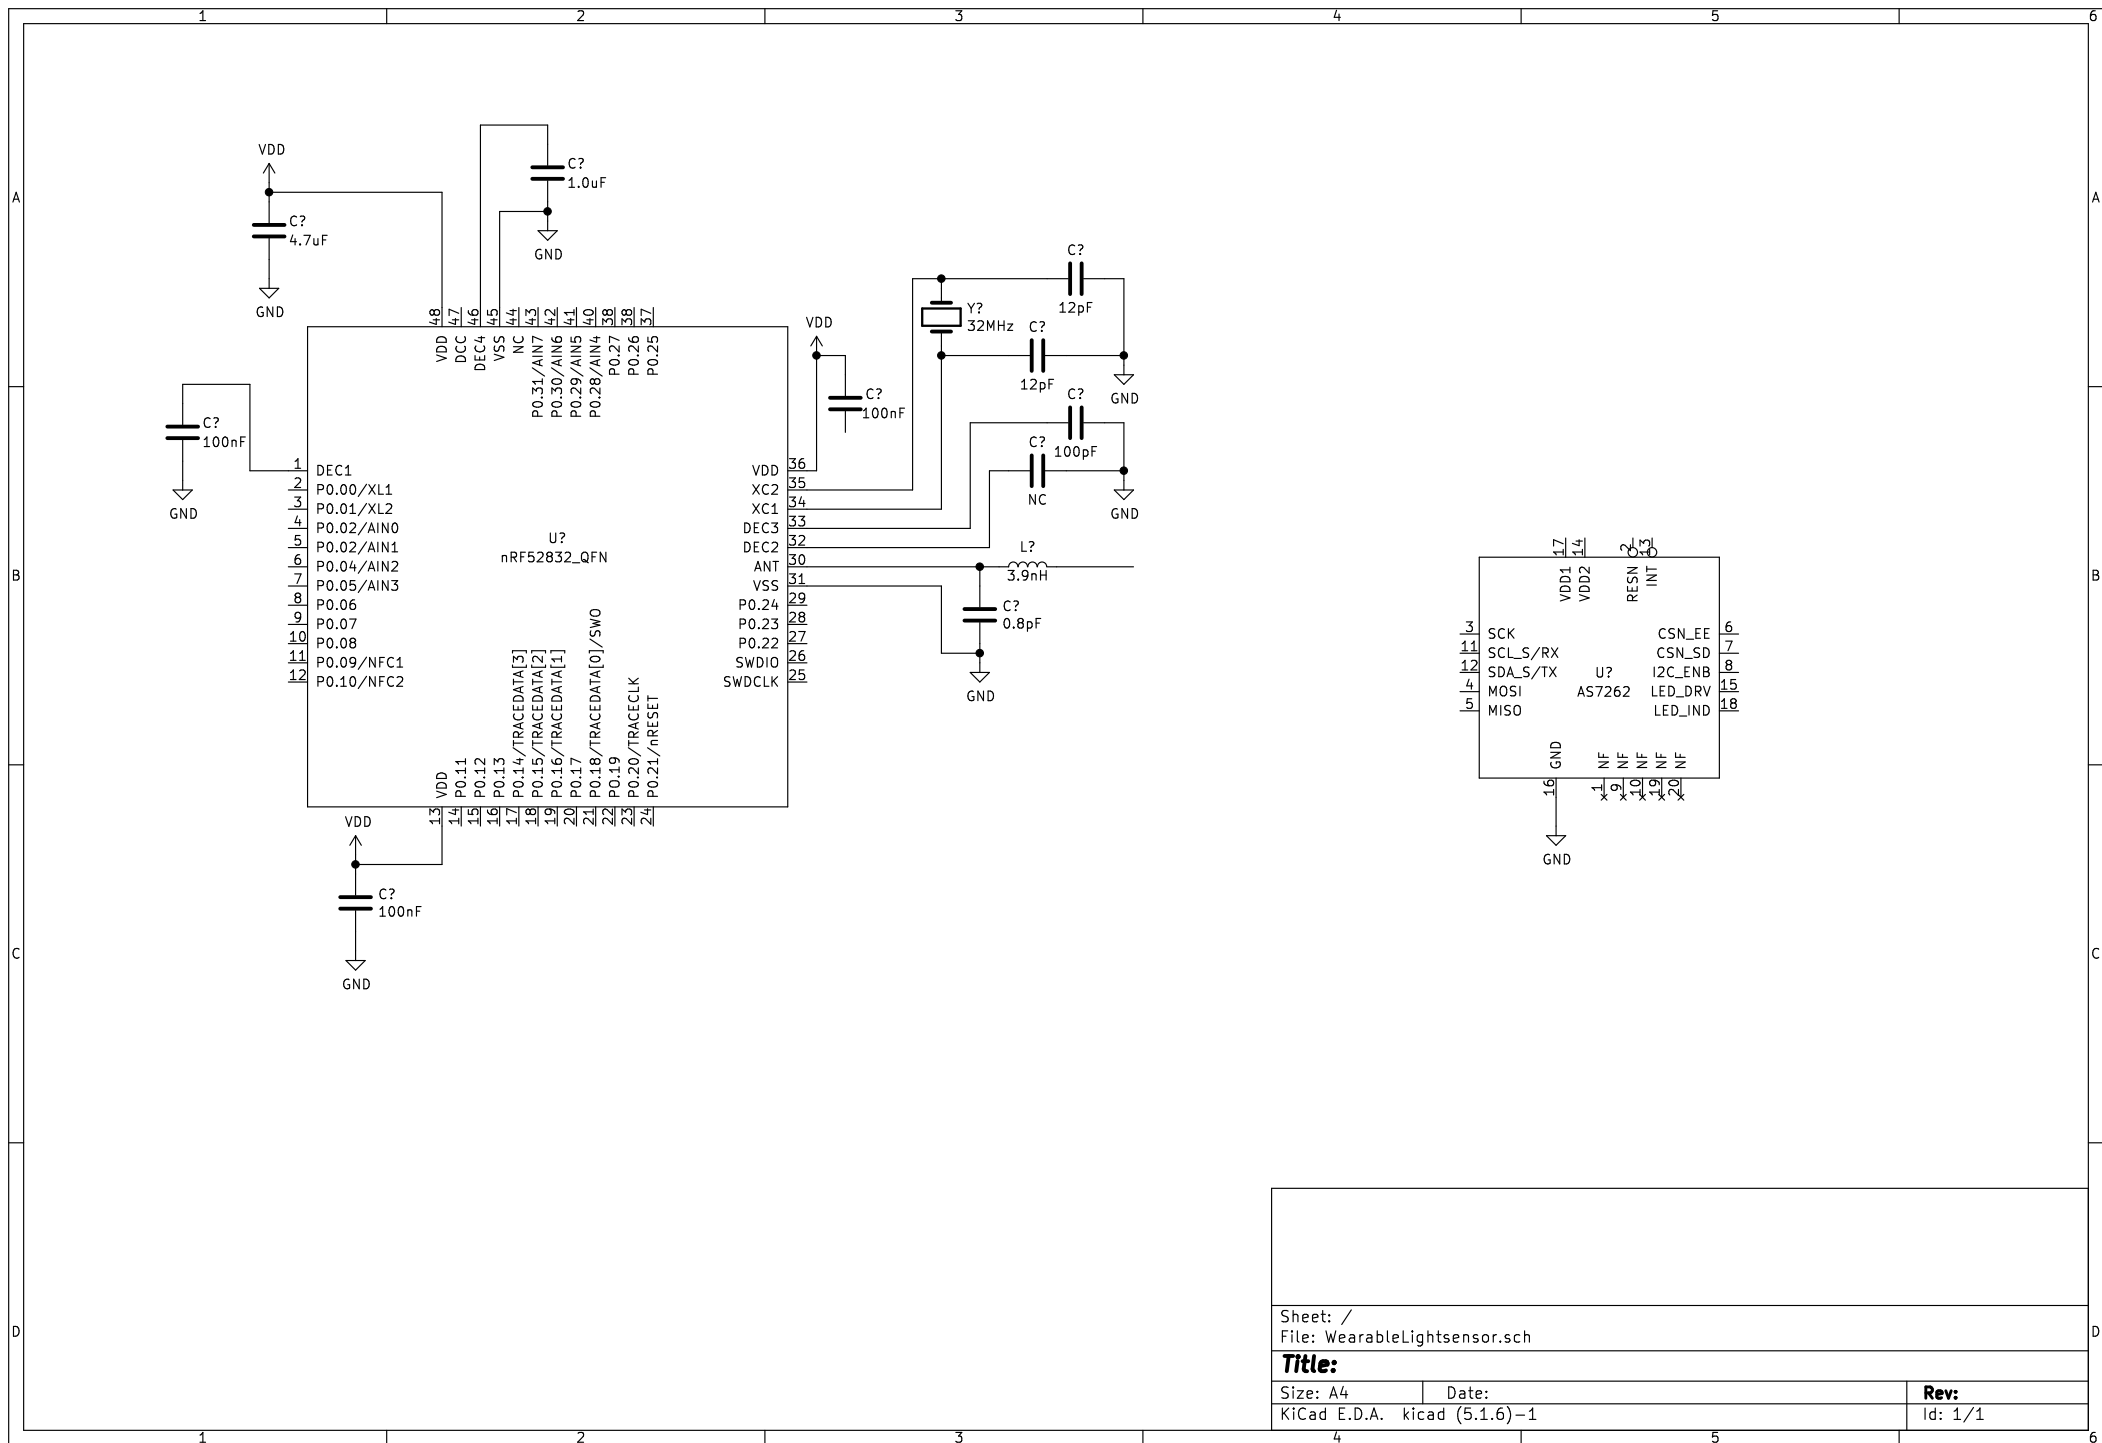 1 2 3 4 5 6
A
B
C
D
A
B
C
D
1 2 3 4 5 6
VDD
C?
4.7uF
GND
C?
1.0uF
GND
C?
100nF
GND
48 47 46 45 44 43 42 41 40 38 38 37
VDD
DCC
DEC4
VSS
NC
P0.31/AIN7
P0.30/AIN6
P0.29/AIN5
P0.28/AIN4
P0.27
P0.26
P0.25
1 DEC1
2 P0.00/XL1
3 P0.01/XL2
4 P0.02/AIN0
5 P0.02/AIN1
6 P0.04/AIN2
7 P0.05/AIN3
8 P0.06
9 P0.07
10 P0.08
11 P0.09/NFC1
12 P0.10/NFC2
U?
nRF52832_QFN
VDD 36
XC2 35
XC1 34
DEC3 33
DEC2 32
ANT 30
VSS 31
P0.24 29
P0.23 28
P0.22 27
SWDIO 26
SWDCLK 25
VDD
P0.11
P0.12
P0.13
P0.14/TRACEDATA[3]
P0.15/TRACEDATA[2]
P0.16/TRACEDATA[1]
P0.17
P0.18/TRACEDATA[0]/SWO
P0.19
P0.20/TRACECLK
P0.21/nRESET
13 14 15 16 17 18 19 20 21 22 23 24
VDD
C?
100nF
GND
VDD
C?
100nF
Y?
32MHz
C?
12pF
C?
12pF
GND
C?
100pF
C?
NC
GND
L?
3.9nH
C?
0.8pF
GND
17 14 2 13
VDD1
VDD2
RESN
INT
3 SCK
11 SCL_S/RX
12 SDA_S/TX
4 MOSI
5 MISO
U?
AS7262
CSN_EE 6
CSN_SD 7
I2C_ENB 8
LED_DRV 15
LED_IND 18
GND NF NF NF NF NF
16 1 9 10 19 20
GND
Sheet: /
File: WearableLightsensor.sch
Title:
Size: A4 Date: Rev:
KiCad E.D.A. kicad (5.1.6)-1 Id: 1/1